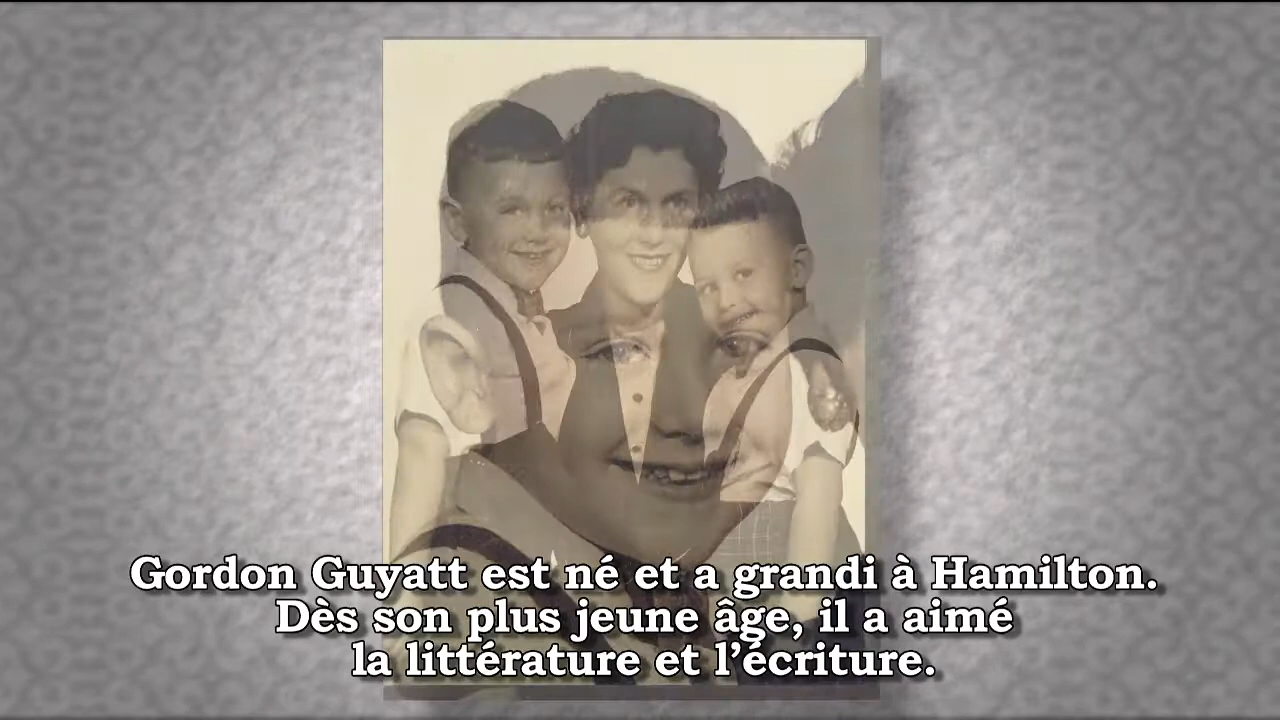 Gordon Guyatt est né et a grandi à Hamilton.
Dès son plus jeune âge, il a aimé
la littérature et l’écriture.